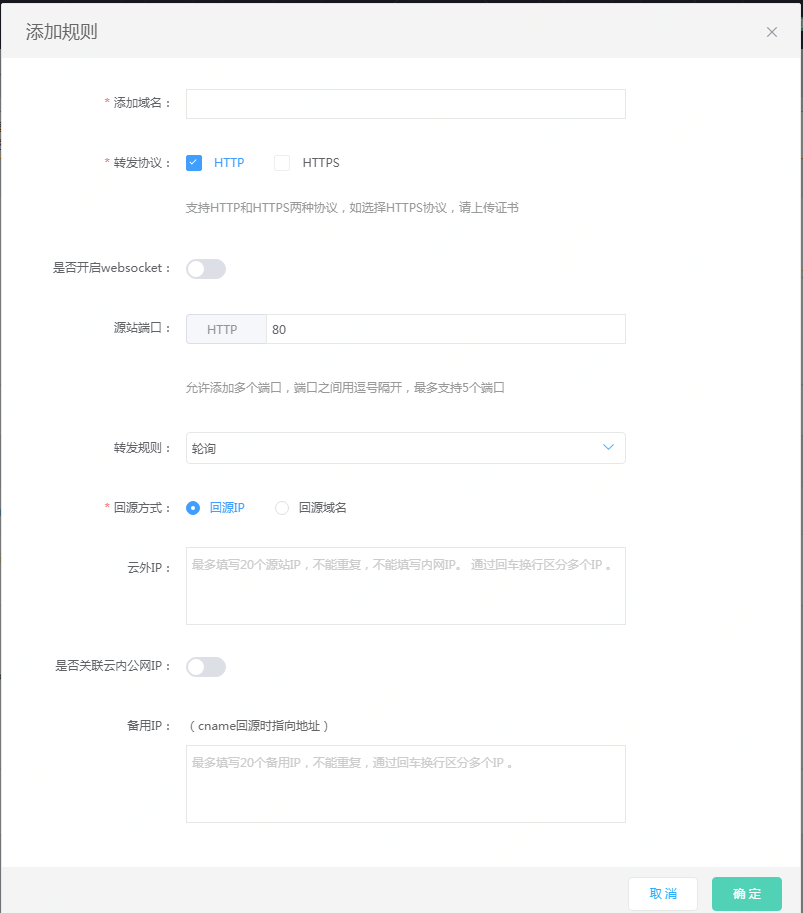 添加规则
* 添加域名：
* 转发协议： HTTP HTTPS
支持HTTP和HTTPS两种协议，如选择HTTPS协议，请上传证书
是否开启websocket：
源站端口： HTTP 80
允许添加多个端口，端口之间用逗号隔开，最多支持5个端口
转发规则： 轮询
* 回源方式： 回源IP 回源域名
云外IP： 最多填写20个源站IP，不能重复，不能填写内网IP。 通过回车换行区分多个IP 。
是否关联云内公网IP：
备用IP： （cname回源时指向地址）
最多填写20个备用IP，不能重复，通过回车换行区分多个IP 。
取消 确定